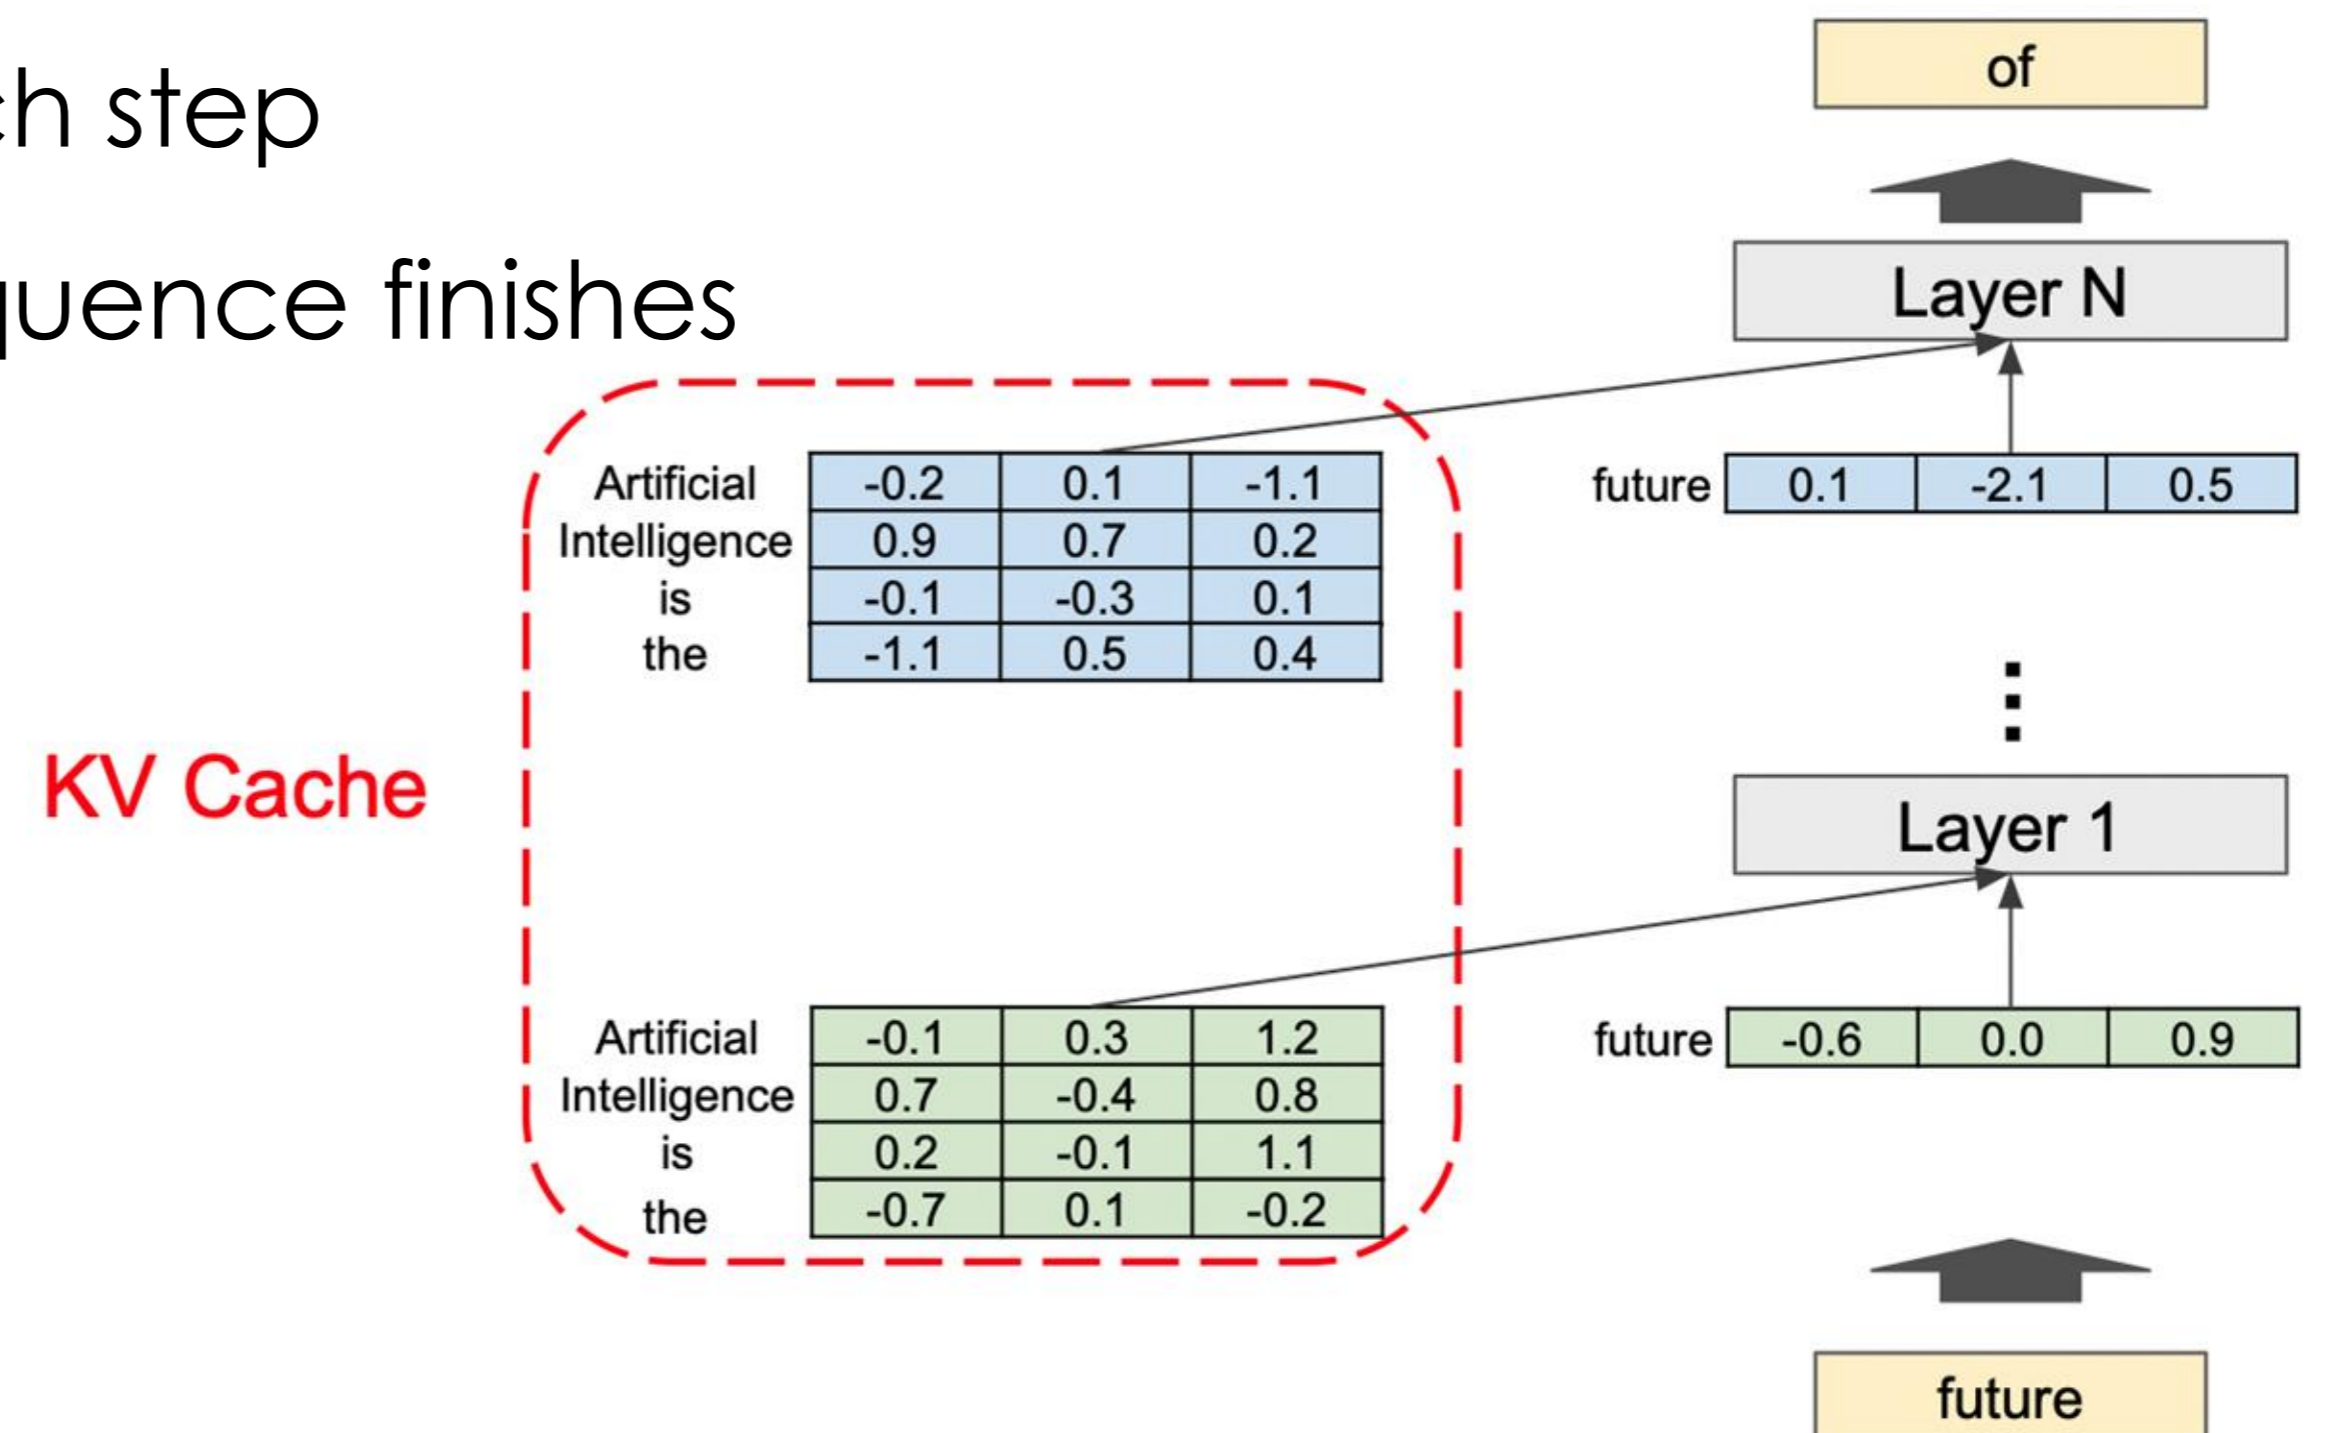 ch step
quence finishes
of
Layer N
Artificial -0.2 0.1 -1.1
future 0.1 -2.1 0.5
Intelligence 0.9 0.7 0.2
is -0.1 -0.3 0.1
the -1.1 0.5 0.4
KV Cache
Layer 1
Artificial -0.1 0.3 1.2
future -0.6 0.0 0.9
Intelligence 0.7 -0.4 0.8
is 0.2 -0.1 1.1
the -0.7 0.1 -0.2
future